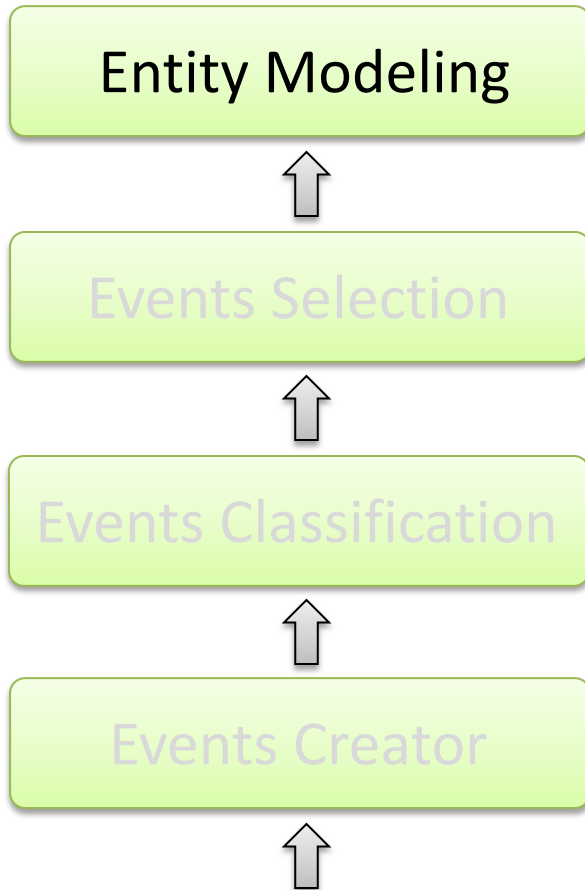 Entity Modeling
Events Selection
Events Classification
Events Creator